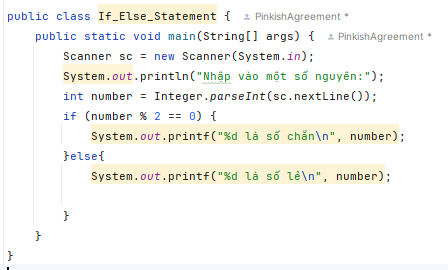 public class If_Else_Statement { PinkishAgreement *
public static void main(String[] args) { PinkishAgreement *
Scanner sc = new Scanner(System.in);
System.out.println("Nhập vào một số nguyên:");
int number = Integer.parseInt(sc.nextLine());
if (number % 2 == 0) {
System.out.printf("%d là số chẵn\n", number);
}else{
System.out.printf("%d là số lẻ\n", number);
}
}
}